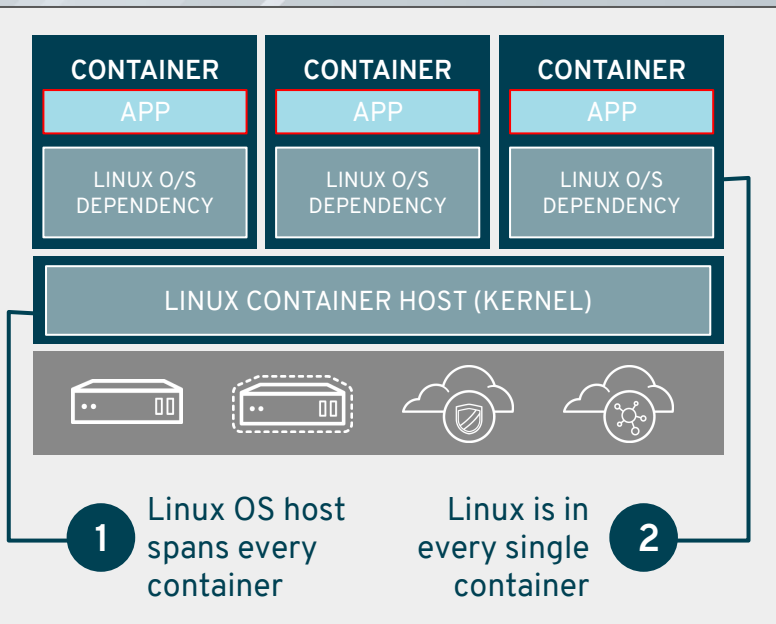 CONTAINER
APP
LINUX O/S
DEPENDENCY
CONTAINER
APP
LINUX O/S
DEPENDENCY
CONTAINER
APP
LINUX O/S
DEPENDENCY
LINUX CONTAINER HOST (KERNEL)
1
Linux OS host
spans every
container
Linux is in
every single
container
2